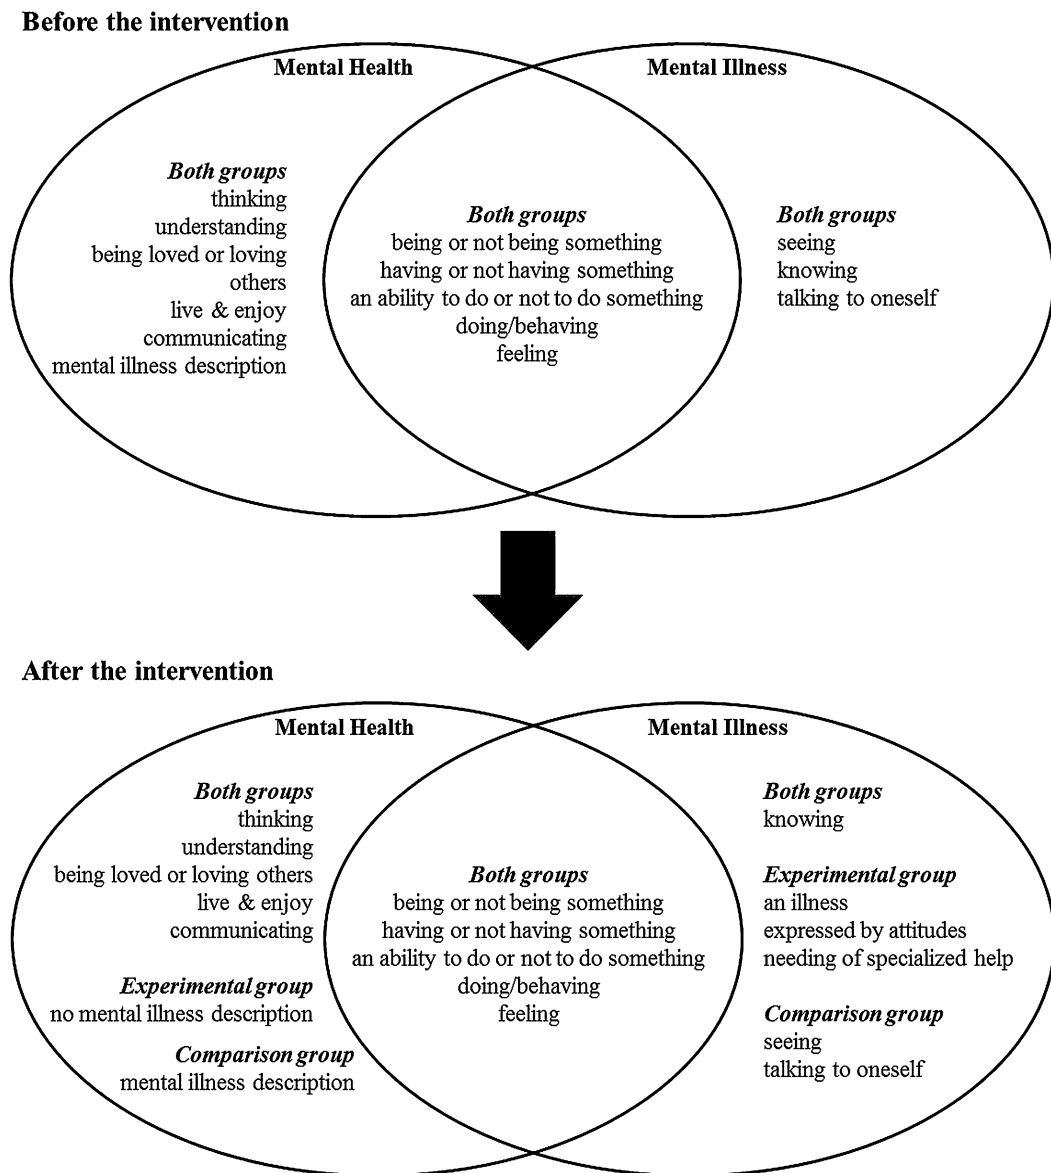 Before the intervention
Mental Health
Mental Illness
Both groups
thinking
understanding
being loved or loving
others
live & enjoy
communicating
mental illness description
Both groups
being or not being something
having or not having something
an ability to do or not to do something
doing/behaving
feeling
Both groups
seeing
knowing
talking to oneself
After the intervention
Mental Health
Mental Illness
Both groups
thinking
understanding
being loved or loving others
live & enjoy
communicating
Experimental group
no mental illness description
Comparison group
mental illness description
Both groups
being or not being something
having or not having something
an ability to do or not to do something
doing/behaving
feeling
Both groups
knowing
Experimental group
an illness
expressed by attitudes
needing of specialized help
Comparison group
seeing
talking to oneself